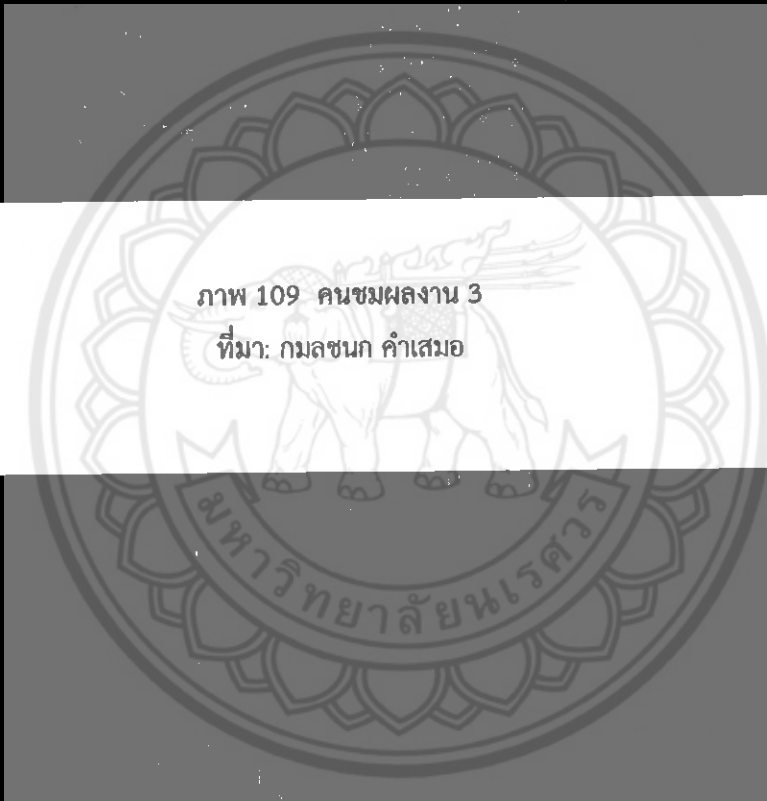 ภาพ 109 คนชมผลงาน 3
ที่มา: กมลชนก คำเสมอ
มหาวิทยาลัยนเรศวร